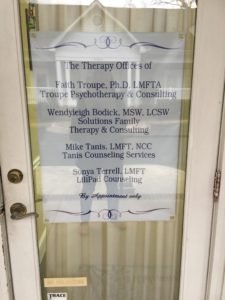 The Therapy Offices of
Faith Troupe, Ph.D, LMFTA
Troupe Psychotherapy & Consulting
Wendyleigh Bodick, MSW, LCSW
Solutions Family
Therapy & Consulting
Mike Tanis, LMFT, NCC
Tanis Counseling Services
Sonya Terrell, LMFT
LiliPad Counseling
By Appointment only
TRACE